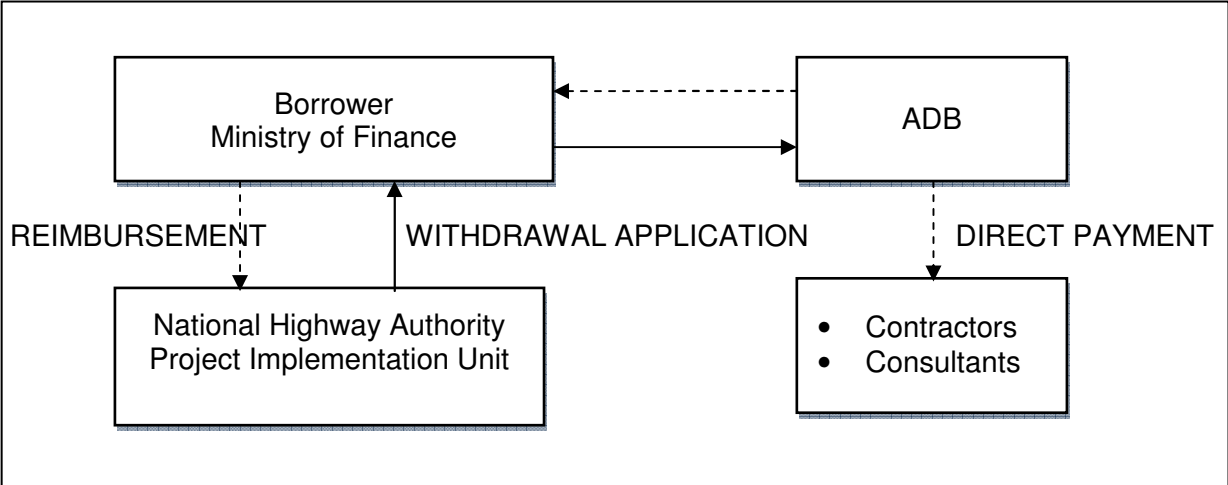 Borrower
Ministry of Finance
ADB
REIMBURSEMENT
WITHDRAWAL APPLICATION
DIRECT PAYMENT
National Highway Authority
Project Implementation Unit
• Contractors
• Consultants